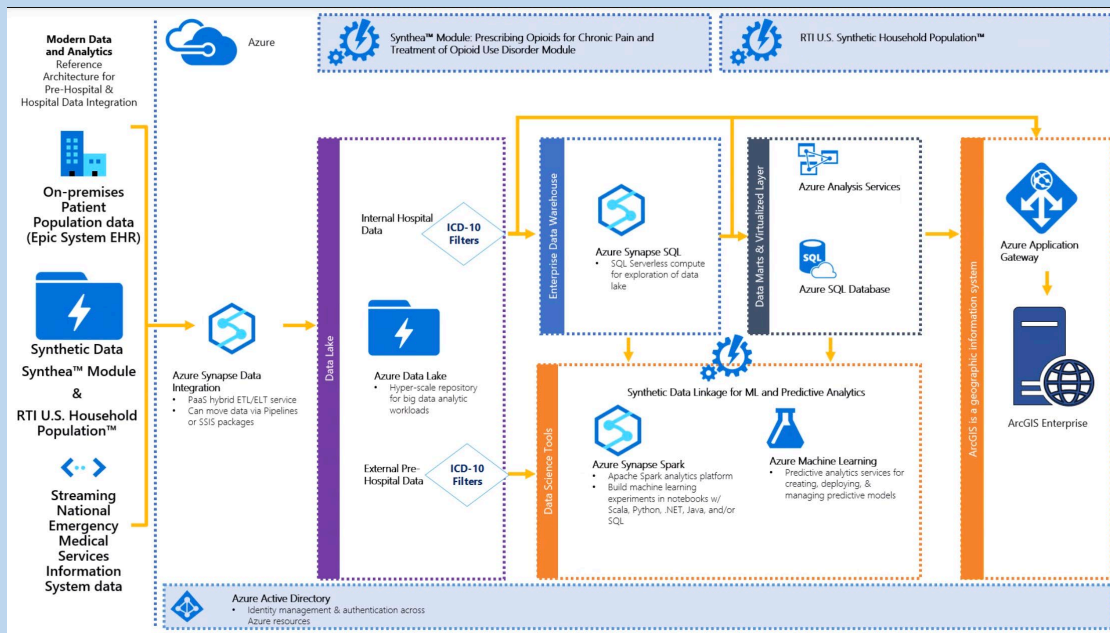 Modern Data
and Analytics
Reference
Architecture for
Pre-Hospital &
Hospital Data Integration
On-premises
Patient
Population data
(Epic System EHR)
Synthetic Data
Synthea™ Module
&
RTI U.S. Household
Population™
Streaming
National
Emergency
Medical
Services
Information
System data
Azure
Synthea™ Module: Prescribing Opioids for Chronic Pain and
Treatment of Opioid Use Disorder Module
RTI U.S. Synthetic Household Population™
Azure Synapse Data
Integration
• PaaS hybrid ETL/ELT service
• Can move data via Pipelines
or SSIS packages
Data Lake
Internal Hospital
Data
ICD-10
Filters
Azure Data Lake
• Hyper-scale repository
for big data analytic
workloads
External Pre-
Hospital Data
ICD-10
Filters
Enterprise Data Warehouse
Azure Synapse SQL
• SQL Serverless compute
for exploration of data
lake
Data Marts & Virtualized Layer
Azure Analysis Services
SQL
Azure SQL Database
Data Science Tools
Synthetic Data Linkage for ML and Predictive Analytics
Azure Synapse Spark
• Apache Spark analytics platform
• Build machine learning
experiments in notebooks w/
Scala, Python, .NET, Java, and/or
SQL
Azure Machine Learning
• Predictive analytics services for
creating, deploying, &
managing predictive models
ArcGIS is a geographic information system
Azure Application
Gateway
ArcGIS Enterprise
Azure Active Directory
• Identity management & authentication across
Azure resources